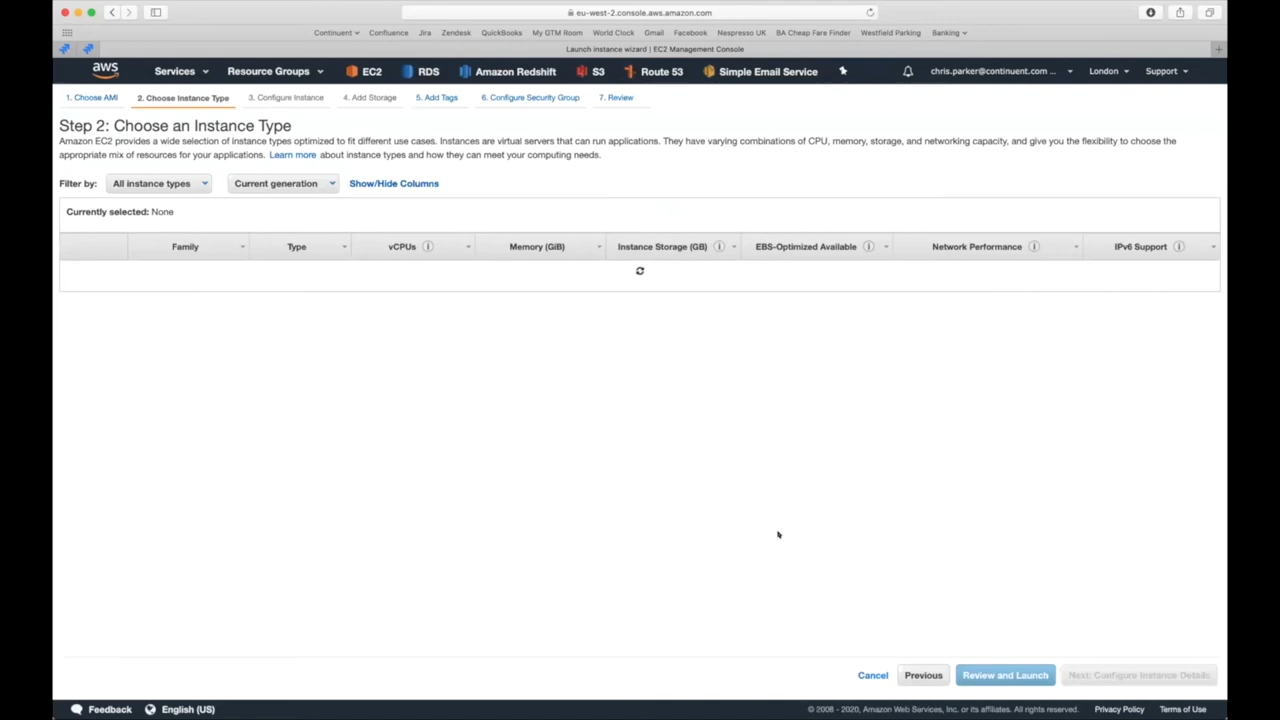 eu-west-2.console.aws.amazon.com
Continuent Confluence Jira Zendesk QuickBooks My GTM Room World Clock Gmail Facebook Nespresso UK BA Cheap Fare Finder Westfield Parking Banking
Launch instance wizard | EC2 Management Console
aws Services Resource Groups EC2 RDS Amazon Redshift S3 Route 53 Simple Email Service chris.parker@continuent.com ... London Support
1. Choose AMI 2. Choose Instance Type 3. Configure Instance 4. Add Storage 5. Add Tags 6. Configure Security Group 7. Review
Step 2: Choose an Instance Type
Amazon EC2 provides a wide selection of instance types optimized to fit different use cases. Instances are virtual servers that can run applications. They have varying combinations of CPU, memory, storage, and networking capacity, and give you the flexibility to choose the
appropriate mix of resources for your applications. Learn more about instance types and how they can meet your computing needs.
Filter by: All instance types Current generation Show/Hide Columns
Currently selected: None
Family Type vCPUs Memory (GiB) Instance Storage (GB) EBS-Optimized Available Network Performance IPv6 Support
Cancel Previous Review and Launch Next: Configure Instance Details
Feedback English (US) © 2008 - 2020, Amazon Web Services, Inc. or its affiliates. All rights reserved. Privacy Policy Terms of Use